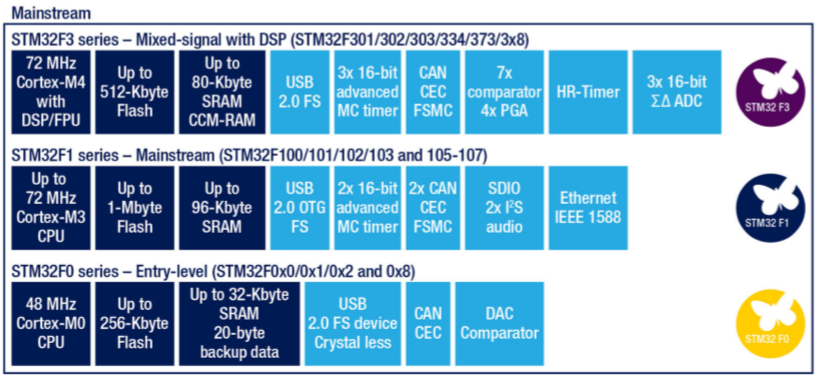 Mainstream
STM32F3 series – Mixed-signal with DSP (STM32F301/302/303/334/373/3x8)
72 MHz
Cortex-M4
with
DSP/FPU
Up to
512-Kbyte
Flash
Up to
80-Kbyte
SRAM
CCM-RAM
USB
2.0 FS
3x 16-bit
advanced
MC timer
CAN
CEC
FSMC
7x
comparator
4x PGA
HR-Timer
3x 16-bit
ΣΔ ADC
STM32 F3
STM32F1 series – Mainstream (STM32F100/101/102/103 and 105-107)
Up to
72 MHz
Cortex-M3
CPU
Up to
1-Mbyte
Flash
Up to
96-Kbyte
SRAM
USB
2.0 OTG
FS
2x 16-bit
advanced
MC timer
2x CAN
CEC
FSMC
SDIO
2x I²S
audio
Ethernet
IEEE 1588
STM32 F1
STM32F0 series – Entry-level (STM32F0x0/0x1/0x2 and 0x8)
48 MHz
Cortex-M0
CPU
Up to
256-Kbyte
Flash
Up to 32-Kbyte
SRAM
20-byte
backup data
USB
2.0 FS device
Crystal less
CAN
CEC
DAC
Comparator
STM32 F0